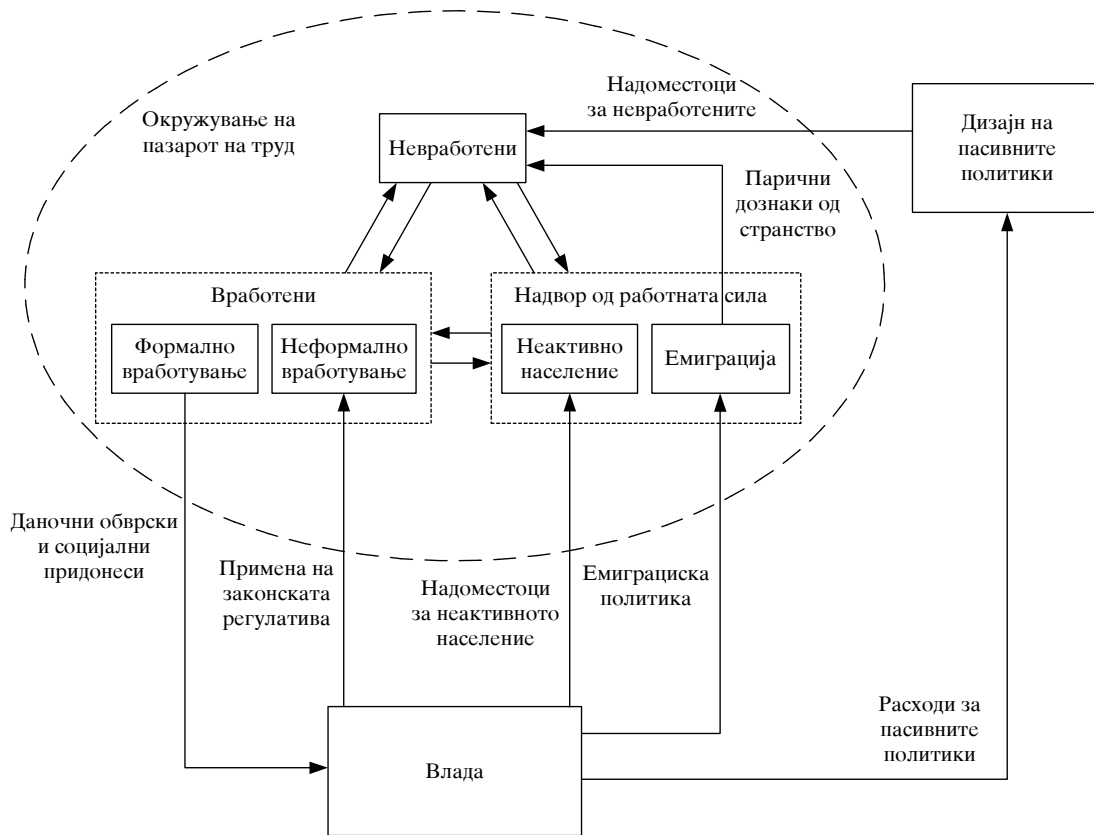 Надоместоци
за невработените
Окружување на
пазарот на труд
Невработени
Дизајн на
пасивните
политики
Парични
дознаки од
странство
Вработени
Надвор од работната сила
Формално
вработување
Неформално
вработување
Неактивно
население
Емиграција
Даночни обврски
и социјални
придонеси
Примена на
законската
регулатива
Надоместоци
за неактивното
население
Емиграциска
политика
Расходи за
пасивните
политики
Влада